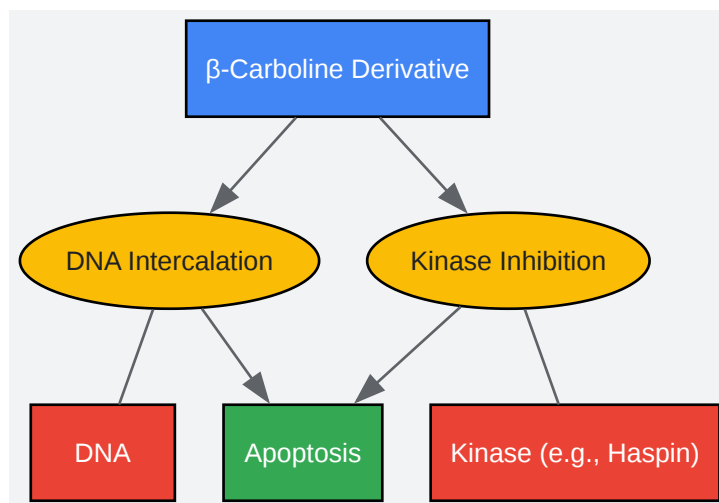 β-Carboline Derivative
DNA Intercalation
Kinase Inhibition
DNA
Apoptosis
Kinase (e.g., Haspin)